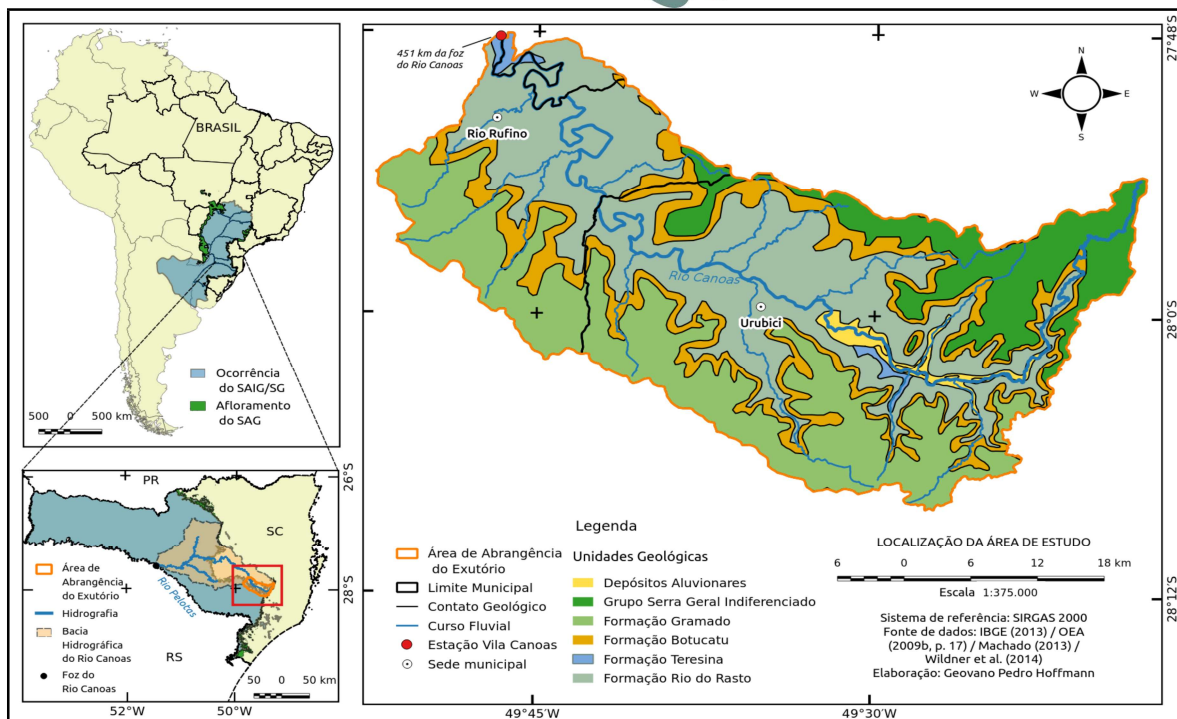 BRASIL
Ocorrência
do SAIG/SG
Afloramento
do SAG
500 0 500 km
PR
26°S
SC
28°S
Rio Pelotas
RS
Área de
Abrangência
do Exutório
Hidrografia
Bacia
Hidrográfica
do Rio Canoas
Foz do
Rio Canoas
50 0 50 km
52°W
50°W
451 km da foz
do Rio Canoas
Rio Rufino
Rio Canoas
Urubici
N
W
E
S
27°48'S
28°0'S
28°12'S
49°45'W
49°30'W
Legenda
Área de Abrangência
do Exutório
Limite Municipal
Contato Geológico
Curso Fluvial
Estação Vila Canoas
Sede municipal
Unidades Geológicas
Depósitos Aluvionares
Grupo Serra Geral Indiferenciado
Formação Gramado
Formação Botucatu
Formação Teresina
Formação Rio do Rasto
LOCALIZAÇÃO DA ÁREA DE ESTUDO
6 0 6 12 18 km
Escala 1:375.000
Sistema de referência: SIRGAS 2000
Fonte de dados: IBGE (2013) / OEA
(2009b, p. 17) / Machado (2013) /
Wildner et al. (2014)
Elaboração: Geovano Pedro Hoffmann